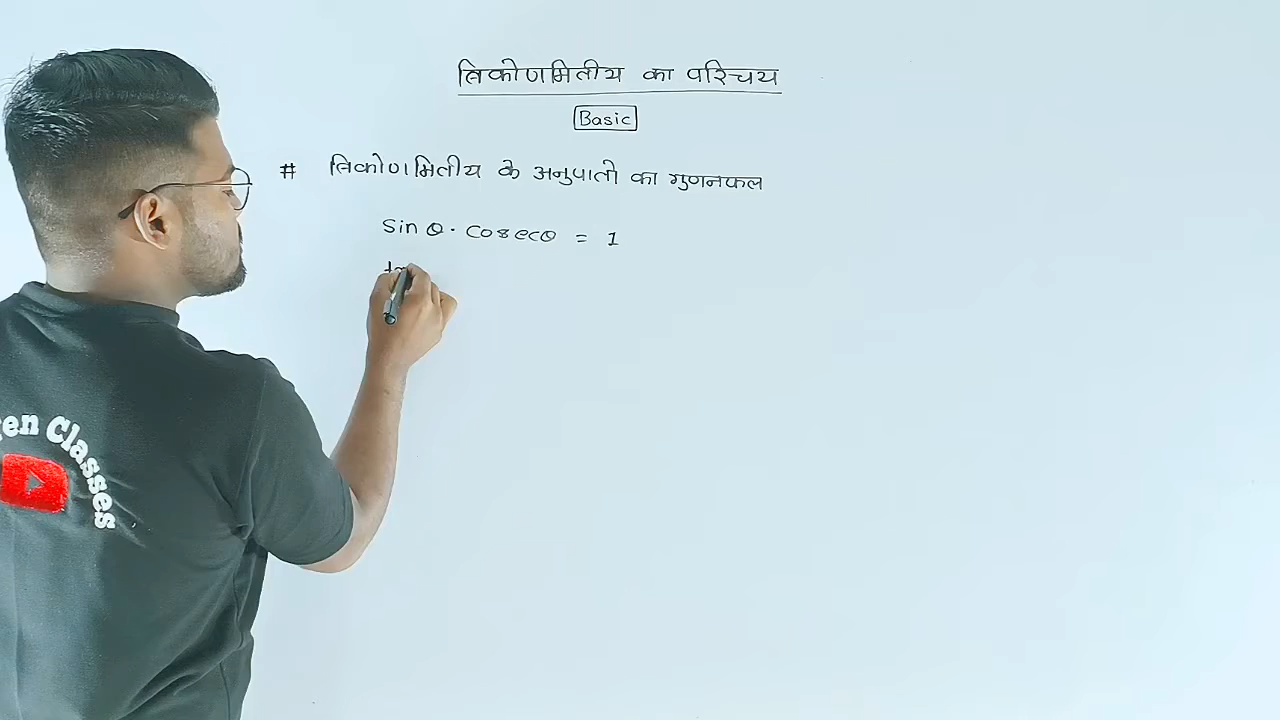 त्रिकोणमितीय का परिचय
Basic
# त्रिकोणमितीय के अनुपातो का गुणनफल
sin θ · cosec θ = 1
en Classes